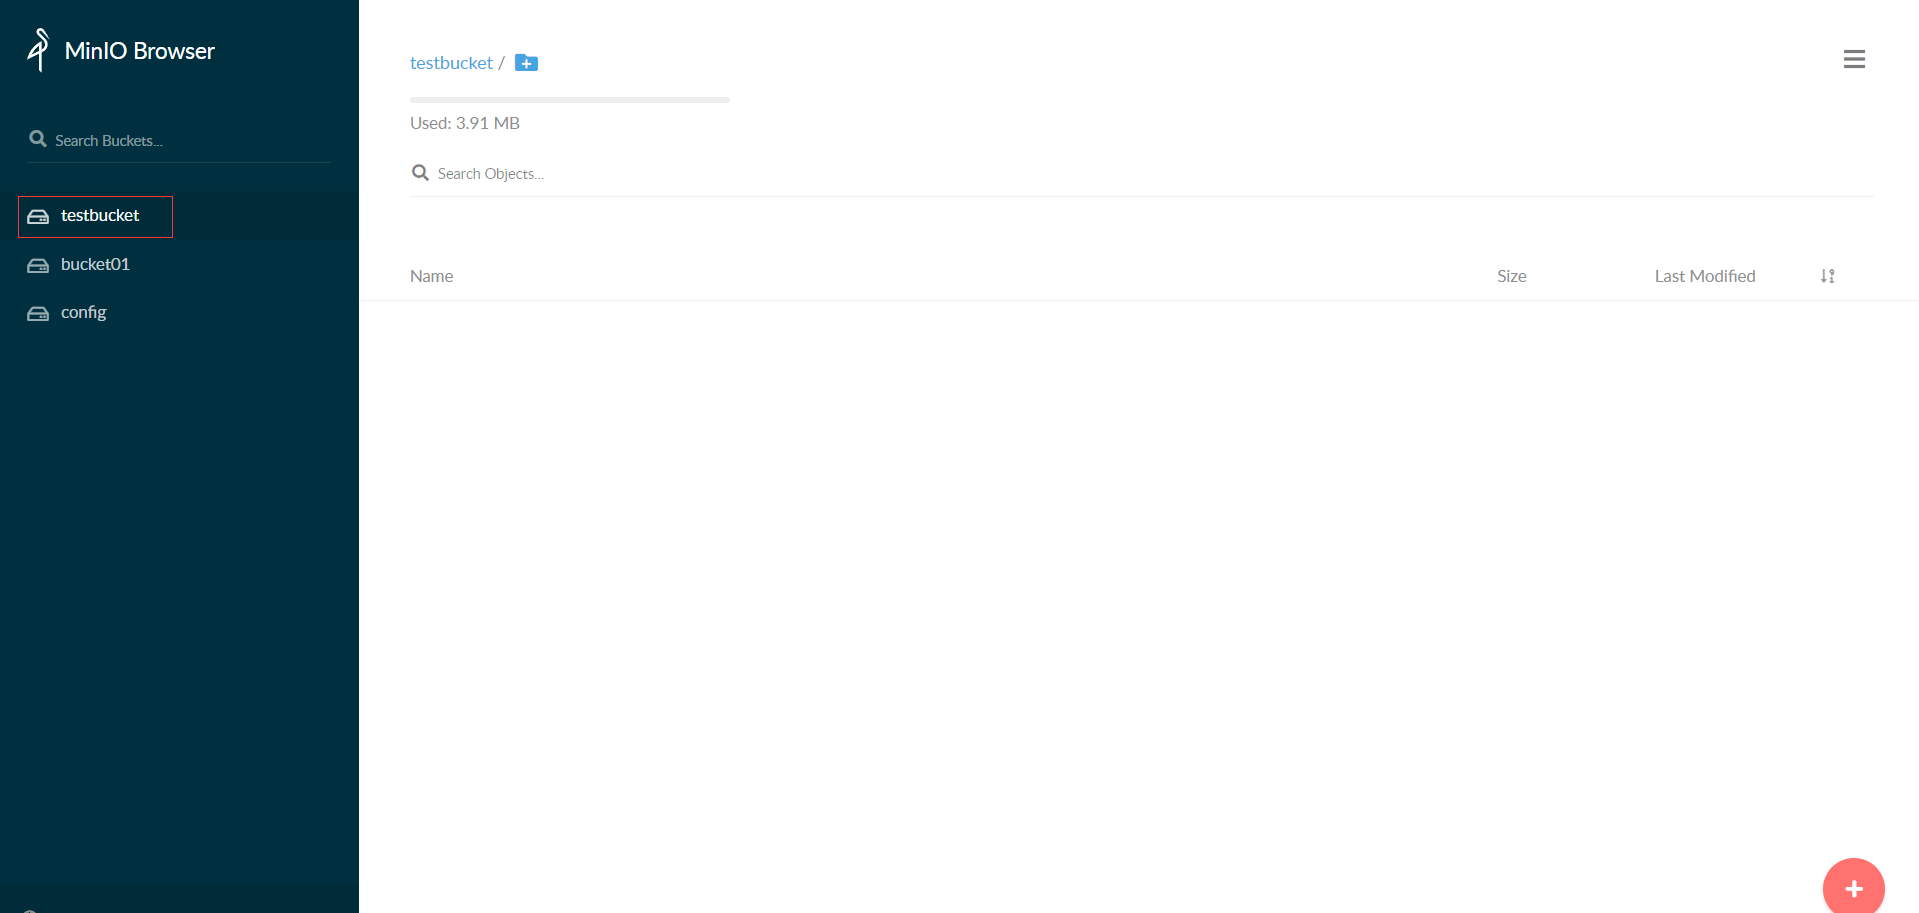 MinIO Browser
Search Buckets...
testbucket
bucket01
config
testbucket /
Used: 3.91 MB
Search Objects...
Name Size Last Modified